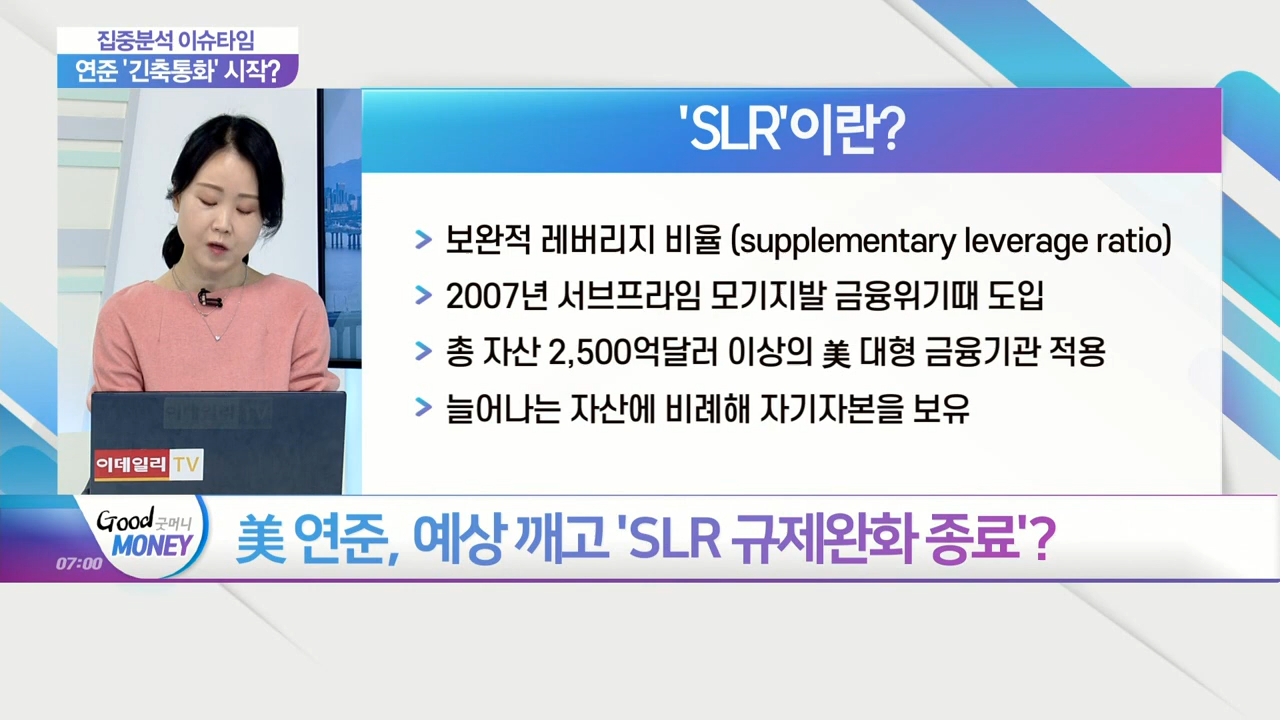 집중분석 이슈타임
연준 '긴축통화' 시작?
'SLR'이란?
> 보완적 레버리지 비율 (supplementary leverage ratio)
> 2007년 서브프라임 모기지발 금융위기때 도입
> 총 자산 2,500억달러 이상의 美 대형 금융기관 적용
> 늘어나는 자산에 비례해 자기자본을 보유
이데일리 TV
이데일리 TV
Good 굿머니
MONEY
07:00
美 연준, 예상 깨고 'SLR 규제완화 종료'?